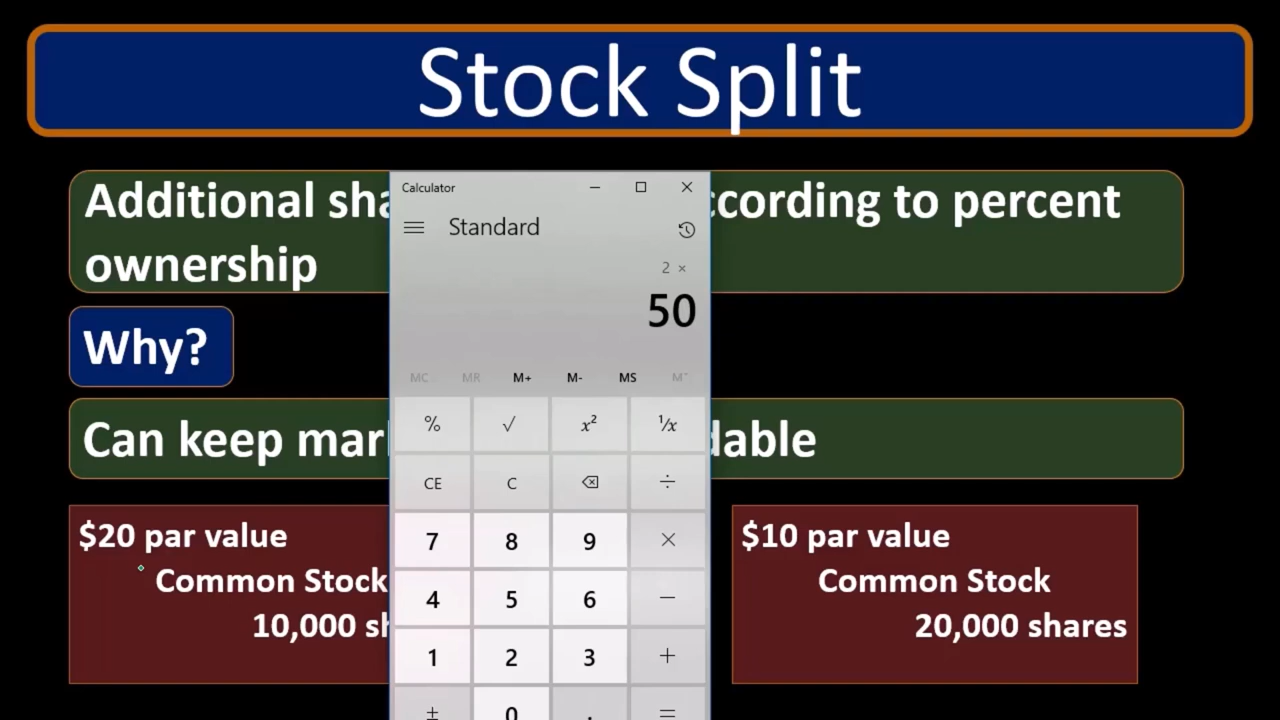 Stock Split
Additional sha
ccording to percent
ownership
Why?
Can keep mar
dable
$20 par value
Common Stock
10,000 sh
$10 par value
Common Stock
20,000 shares
Calculator
Standard
2 ×
50
MC MR M+ M- MS M˅
% √ x² ¹/x
CE C ÷
7 8 9 ×
4 5 6 −
1 2 3 +
± 0 . =